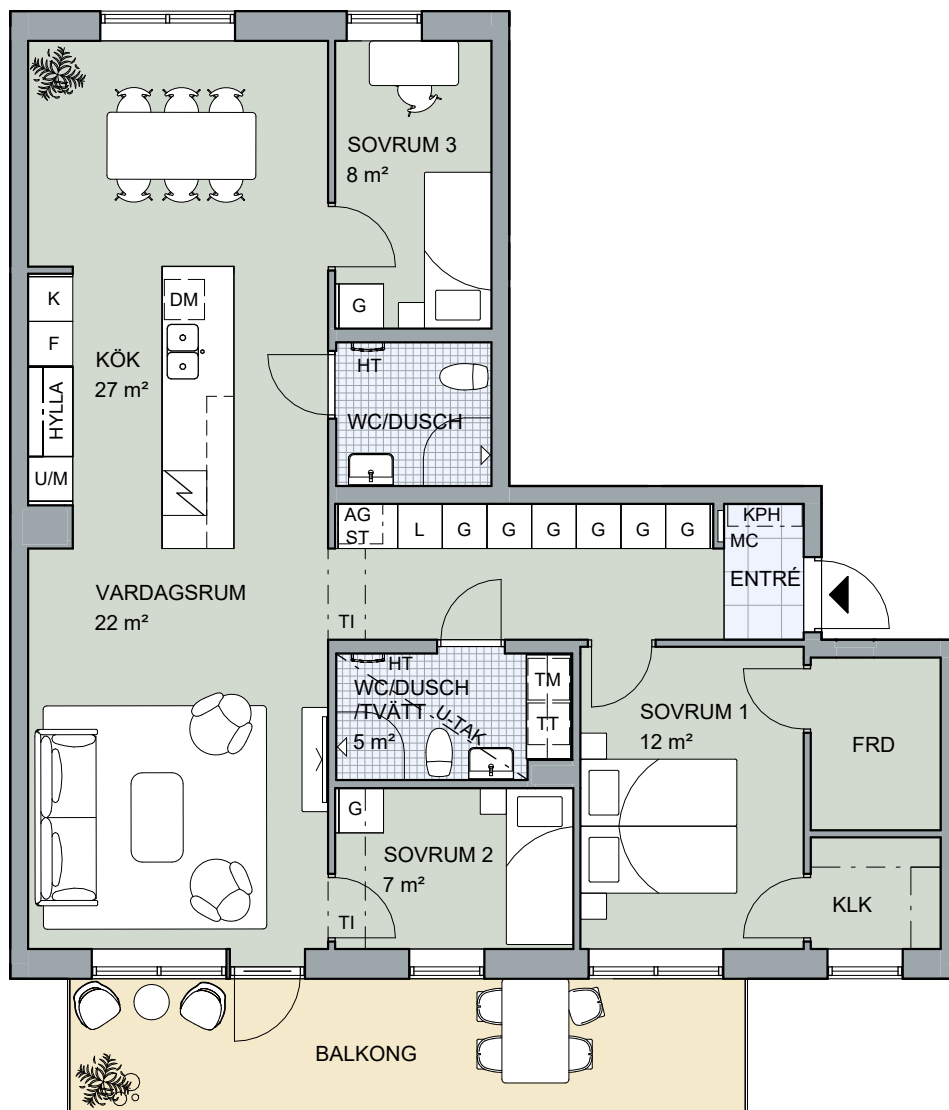 SOVRUM 3
8 m²
G
K
F
HYLLA
U/M
DM
KÖK
27 m²
HT
WC/DUSCH
AG
ST
L
G
G
G
G
G
G
KPH
MC
ENTRÉ
VARDAGSRUM
22 m²
TI
HT
WC/DUSCH
/TVÄTT
5 m²
U-TAK
TM
TT
SOVRUM 1
12 m²
FRD
G
SOVRUM 2
7 m²
TI
KLK
BALKONG